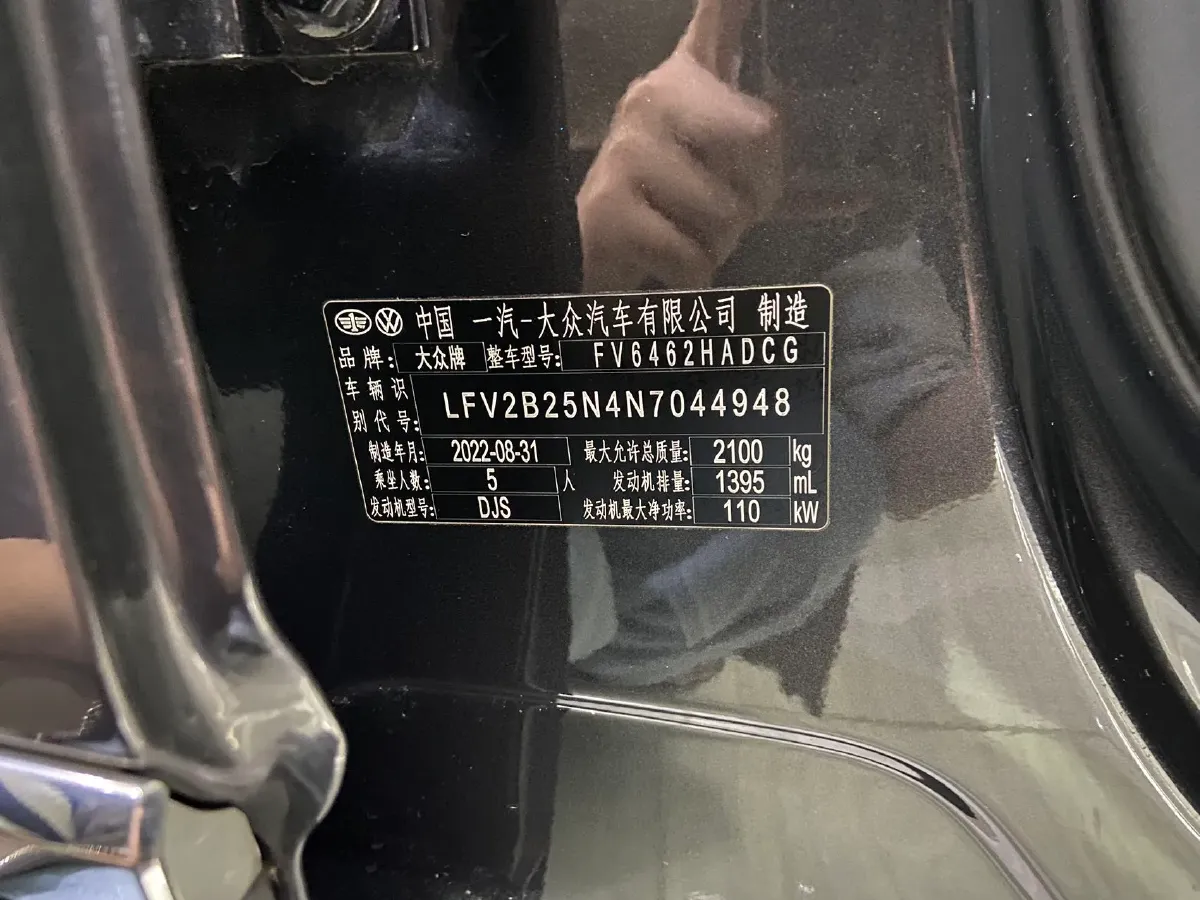 中国 一汽-大众汽车有限公司 制造
品牌: 大众牌 整车型号: FV6462HADCG
车辆识别代号: LFV2B25N4N7044948
制造年月: 2022-08-31 最大允许总质量: 2100 kg
乘坐人数: 5 人 发动机排量: 1395 mL
发动机型号: DJS 发动机最大净功率: 110 kW